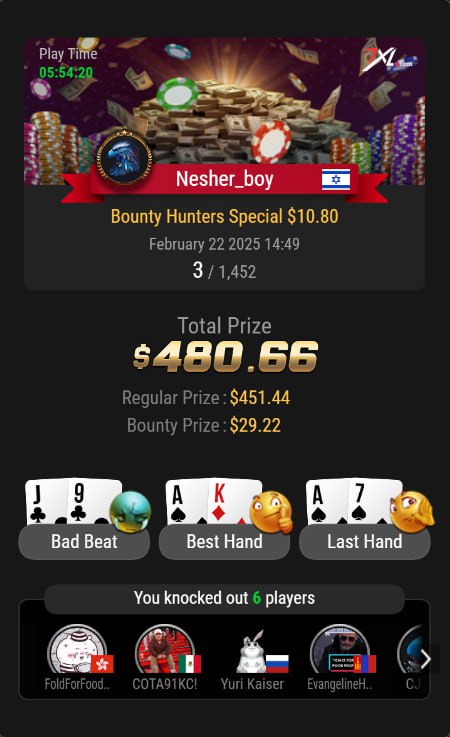 Play Time
05:54:20
7XL.com
Nesher_boy
Bounty Hunters Special $10.80
February 22 2025 14:49
3 / 1,452
Total Prize
$480.66
Regular Prize : $451.44
Bounty Prize : $29.22
J 9 A K A 7
Bad Beat Best Hand Last Hand
You knocked out 6 players
FoldForFood.. COTA91KC! Yuri Kaiser EvangelineH.. CJ